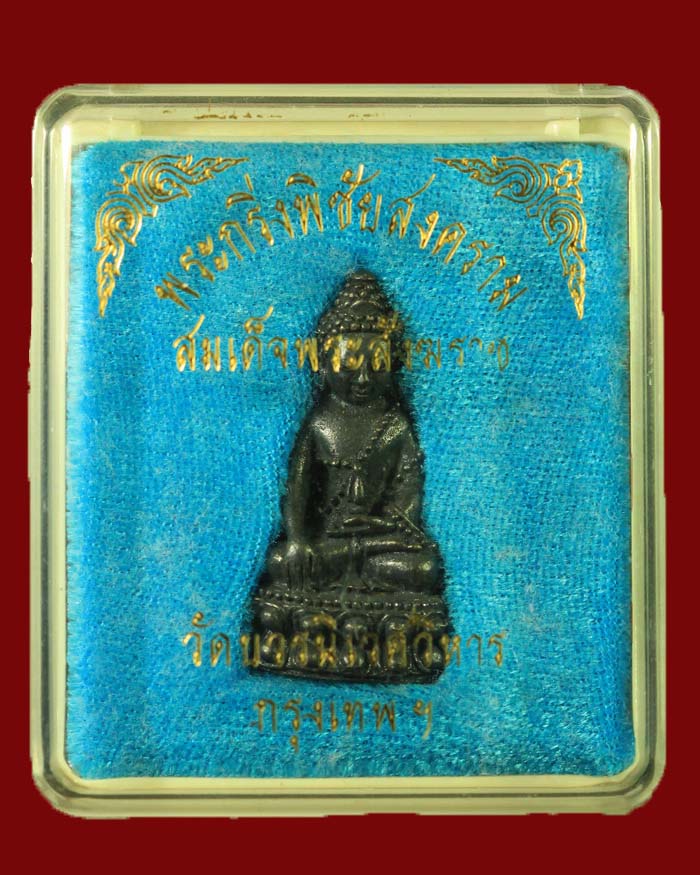 พระกริ่งพิชัยสงคราม
สมเด็จพระสังฆราช
วัดบวรนิเวศวิหาร
กรุงเทพฯ